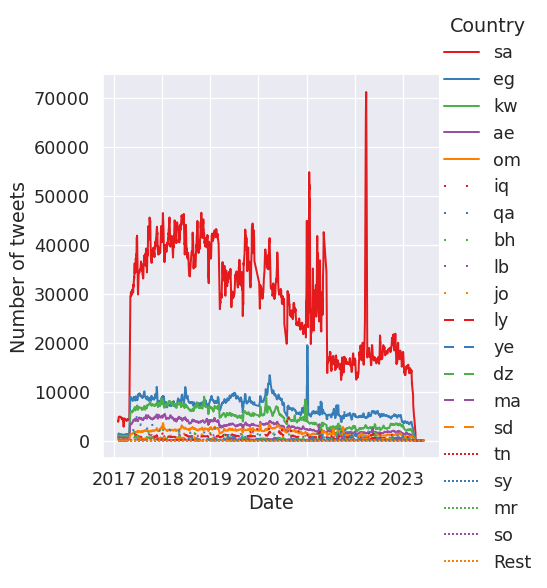 Country
sa
eg
kw
ae
om
iq
qa
bh
lb
jo
ly
ye
dz
ma
sd
tn
sy
mr
so
Rest
70000
60000
50000
40000
30000
20000
10000
0
Number of tweets
2017 2018 2019 2020 2021 2022 2023
Date